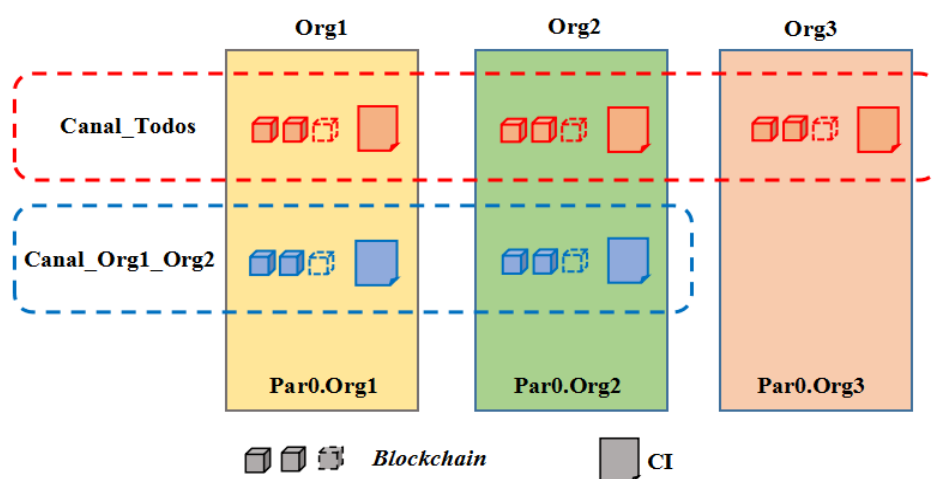 Org1
Org2
Org3
Canal_Todos
Canal_Org1_Org2
Par0.Org1
Par0.Org2
Par0.Org3
Blockchain
CI